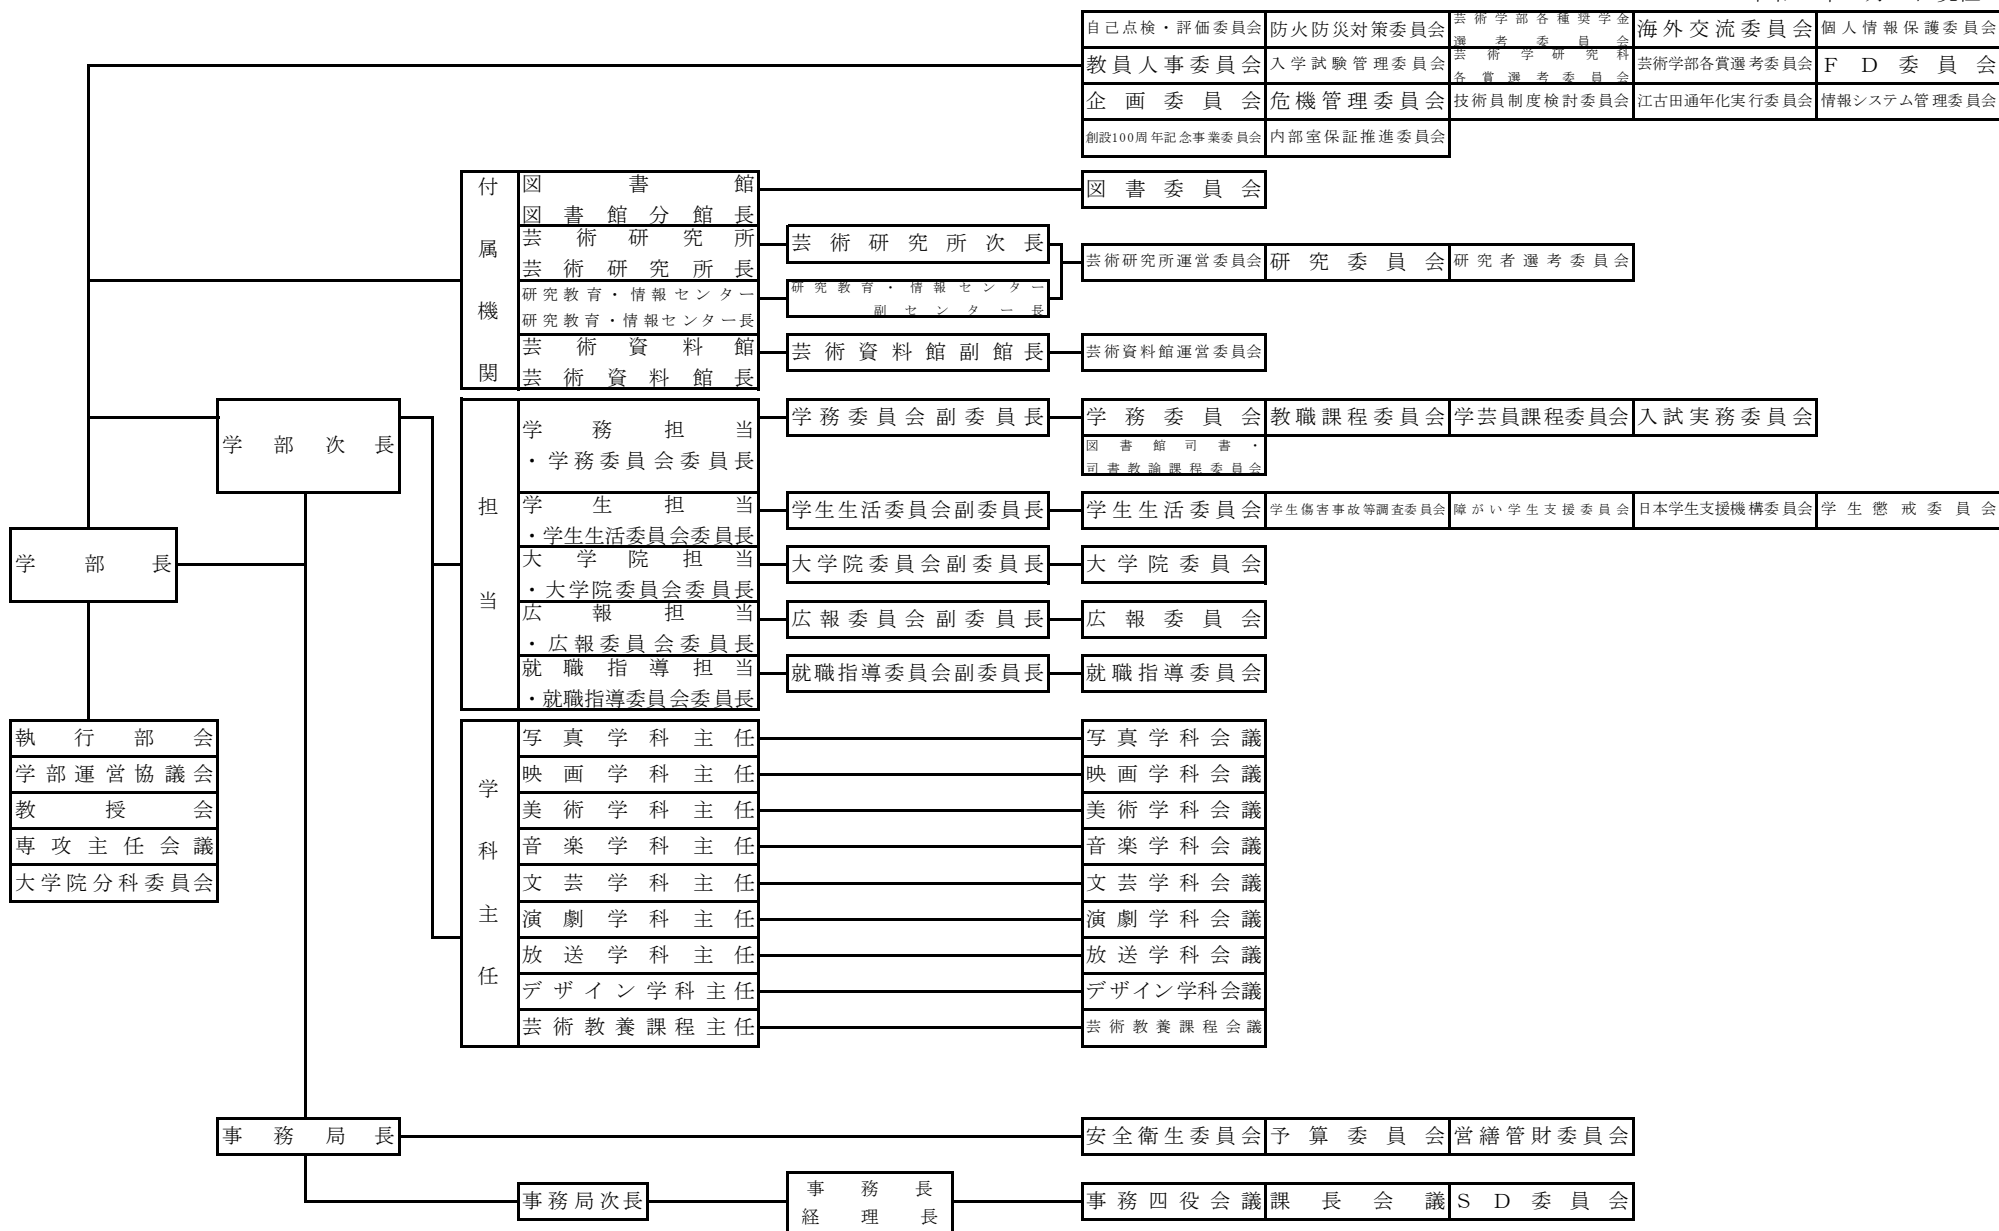 自己点検・評価委員会 防火防災対策委員会 芸術学部各種奨学金 海外交流委員会 個人情報保護委員会
選考委員会
教員人事委員会 入学試験管理委員会 芸術学研究科 芸術学部各賞選考委員会 FD委員会
各賞選考委員会
企画委員会 危機管理委員会 技術員制度検討委員会 江古田通年化実行委員会 情報システム管理委員会
創設100周年記念事業委員会 内部室保証推進委員会
付属機関
図書館
図書館分館長
図書委員会
芸術研究所
芸術研究所長
芸術研究所次長
芸術研究所運営委員会 研究委員会 研究者選考委員会
研究教育・情報センター
研究教育・情報センター長
研究教育・情報センター
副センター長
芸術資料館
芸術資料館長
芸術資料館副館長
芸術資料館運営委員会
学部次長
担当
学務担当
・学務委員会委員長
学務委員会副委員長
学務委員会 教職課程委員会 学芸員課程委員会 入試実務委員会
図書館司書・
司書教諭課程委員会
学生担当
・学生生活委員会委員長
学生生活委員会副委員長
学生生活委員会 学生傷害事故等調査委員会 障がい学生支援委員会 日本学生支援機構委員会 学生懲戒委員会
学部長
大学院担当
・大学院委員会委員長
大学院委員会副委員長
大学院委員会
広報担当
・広報委員会委員長
広報委員会副委員長
広報委員会
就職指導担当
・就職指導委員会委員長
就職指導委員会副委員長
就職指導委員会
執行部会
学部運営協議会
教授会
専攻主任会議
大学院分科委員会
学科主任
写真学科主任 写真学科会議
映画学科主任 映画学科会議
美術学科主任 美術学科会議
音楽学科主任 音楽学科会議
文芸学科主任 文芸学科会議
演劇学科主任 演劇学科会議
放送学科主任 放送学科会議
デザイン学科主任 デザイン学科会議
芸術教養課程主任 芸術教養課程会議
事務局長 安全衛生委員会 予算委員会 営繕管財委員会
事務局次長
事務長
経理長
事務四役会議 課長会議 SD委員会